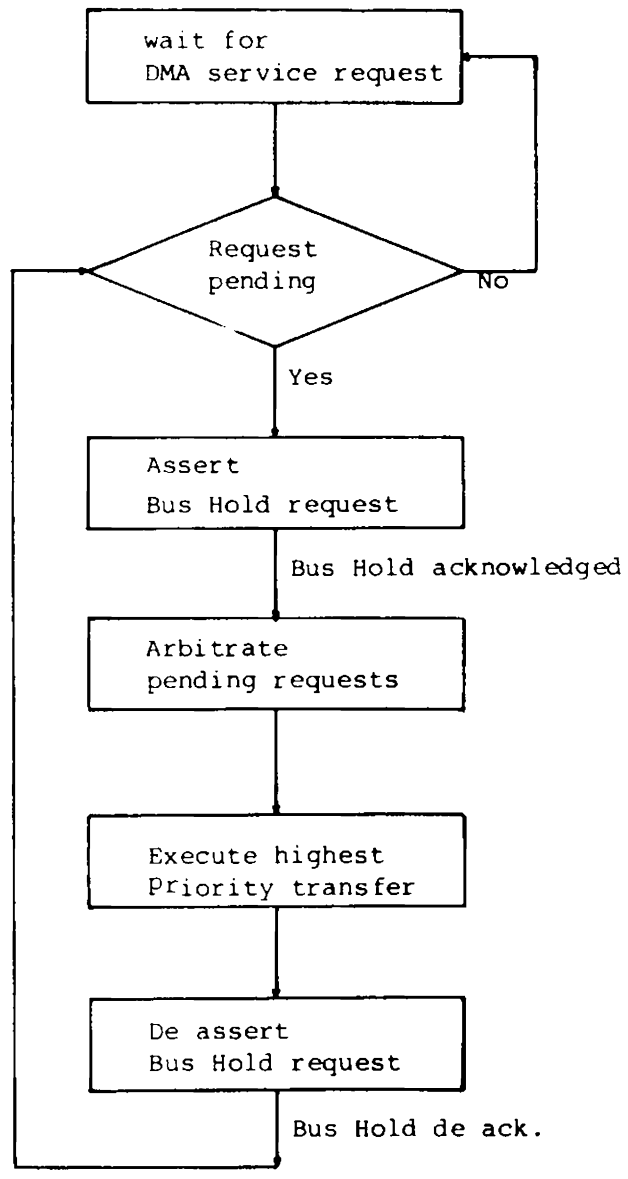 wait for
DMA service request
Request
pending
No
Yes
Assert
Bus Hold request
Bus Hold acknowledged
Arbitrate
pending requests
Execute highest
Priority transfer
De assert
Bus Hold request
Bus Hold de ack.